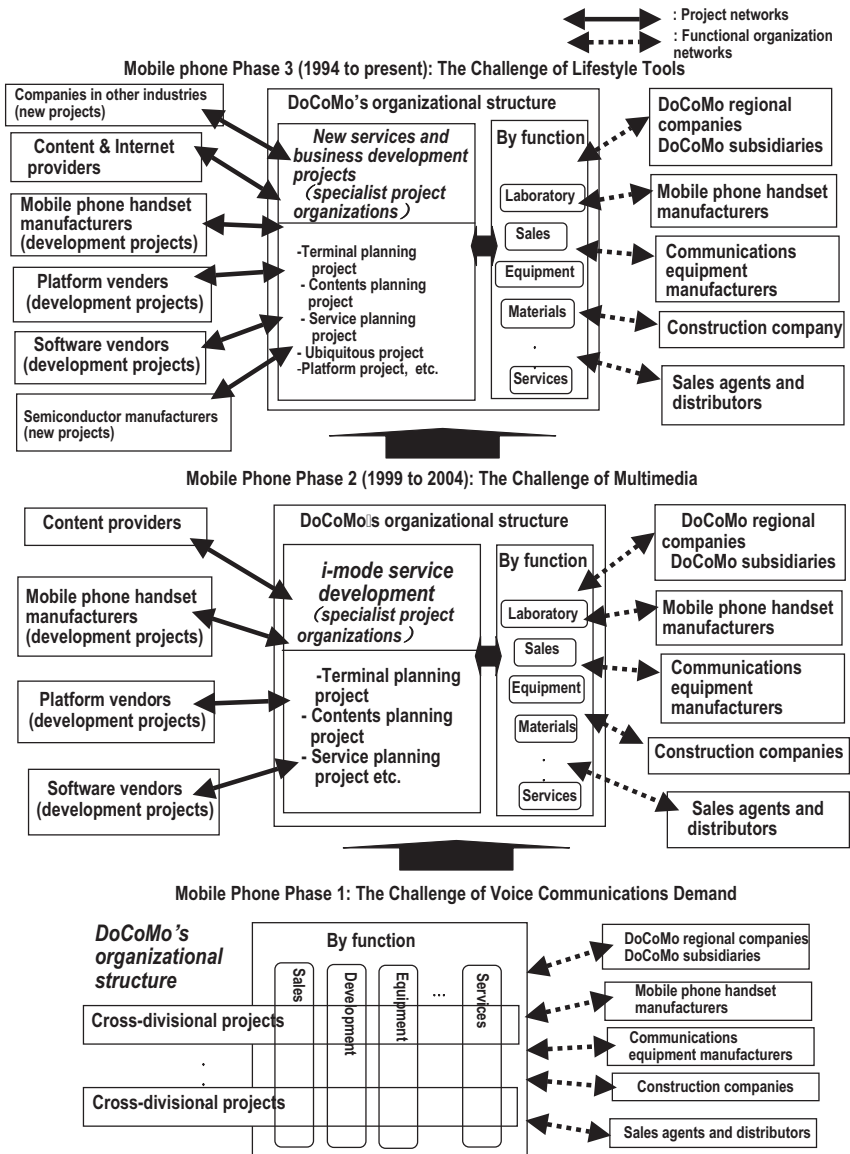 : Project networks
: Functional organization
networks
Mobile phone Phase 3 (1994 to present): The Challenge of Lifestyle Tools
Companies in other industries
(new projects)
Content & Internet
providers
Mobile phone handset
manufacturers
(development projects)
Platform venders
(development projects)
Software vendors
(development projects)
Semiconductor manufacturers
(new projects)
DoCoMo's organizational structure
New services and
business development
projects
(specialist project
organizations)
-Terminal planning
project
- Contents planning
project
- Service planning
project
- Ubiquitous project
-Platform project, etc.
By function
Laboratory
Sales
Equipment
Materials
.
Services
DoCoMo regional
companies
DoCoMo subsidiaries
Mobile phone handset
manufacturers
Communications
equipment
manufacturers
Construction company
Sales agents and
distributors
Mobile Phone Phase 2 (1999 to 2004): The Challenge of Multimedia
Content providers
Mobile phone handset
manufacturers
(development projects)
Platform vendors
(development projects)
Software vendors
(development projects)
DoCoMo▯s organizational structure
i-mode service
development
(specialist project
organizations)
-Terminal planning
project
- Contents planning
project
- Service planning
project etc.
By function
Laboratory
Sales
Equipment
Materials
.
.
Services
DoCoMo regional
companies
DoCoMo subsidiaries
Mobile phone handset
manufacturers
Communications
equipment
manufacturers
Construction companies
Sales agents and
distributors
Mobile Phone Phase 1: The Challenge of Voice Communications Demand
DoCoMo's
organizational
structure
By function
Sales
Development
Equipment
...
Services
Cross-divisional projects
.
.
Cross-divisional projects
DoCoMo regional companies
DoCoMo subsidiaries
Mobile phone handset
manufacturers
Communications
equipment manufacturers
Construction companies
Sales agents and distributors